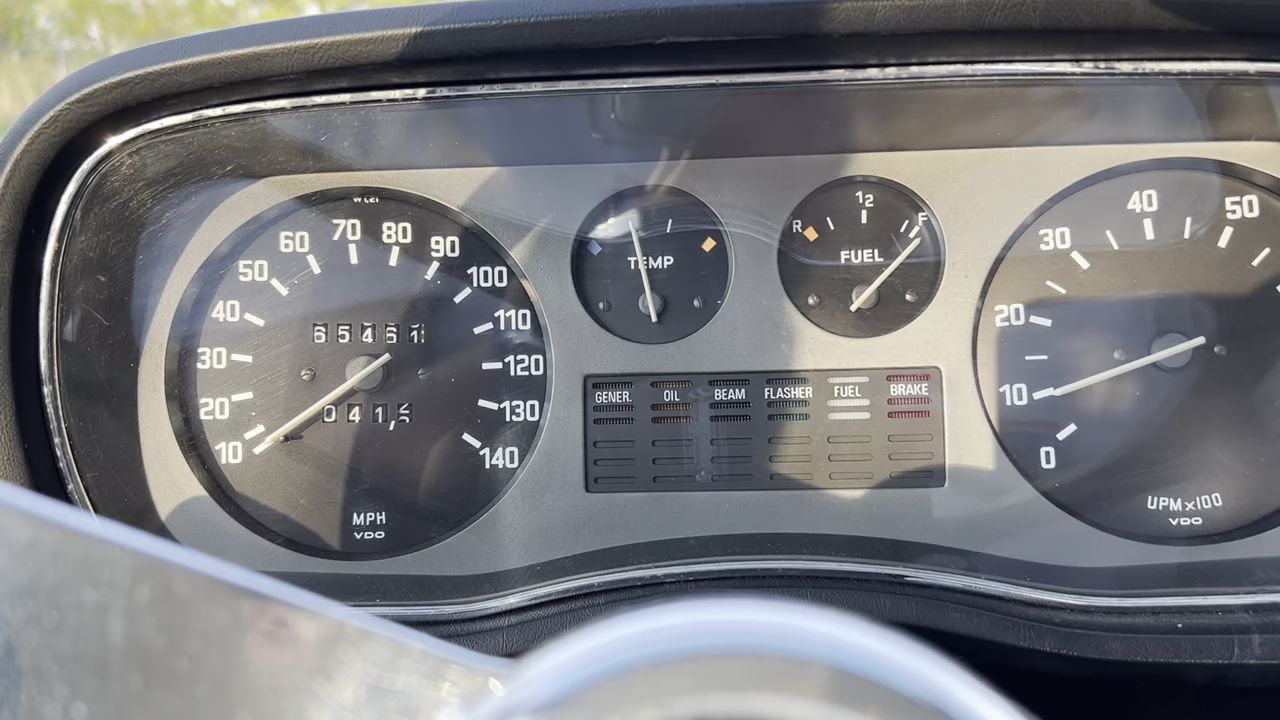 10
20
30
40
50
60
70
80
90
100
110
120
130
140
65461
MPH
VDO
TEMP
R 1/2 F
FUEL
GENER. OIL BEAM FLASHER FUEL BRAKE
0
10
20
30
40
50
UPM×100
VDO